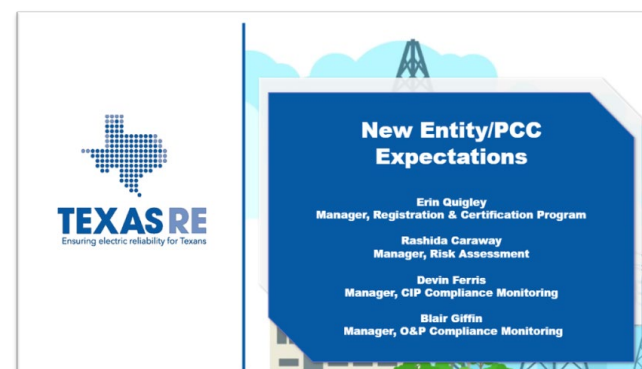 TEXAS RE
Ensuring electric reliability for Texans
New Entity/PCC
Expectations
Erin Quigley
Manager, Registration & Certification Program
Rashida Caraway
Manager, Risk Assessment
Devin Ferris
Manager, CIP Compliance Monitoring
Blair Giffin
Manager, O&P Compliance Monitoring